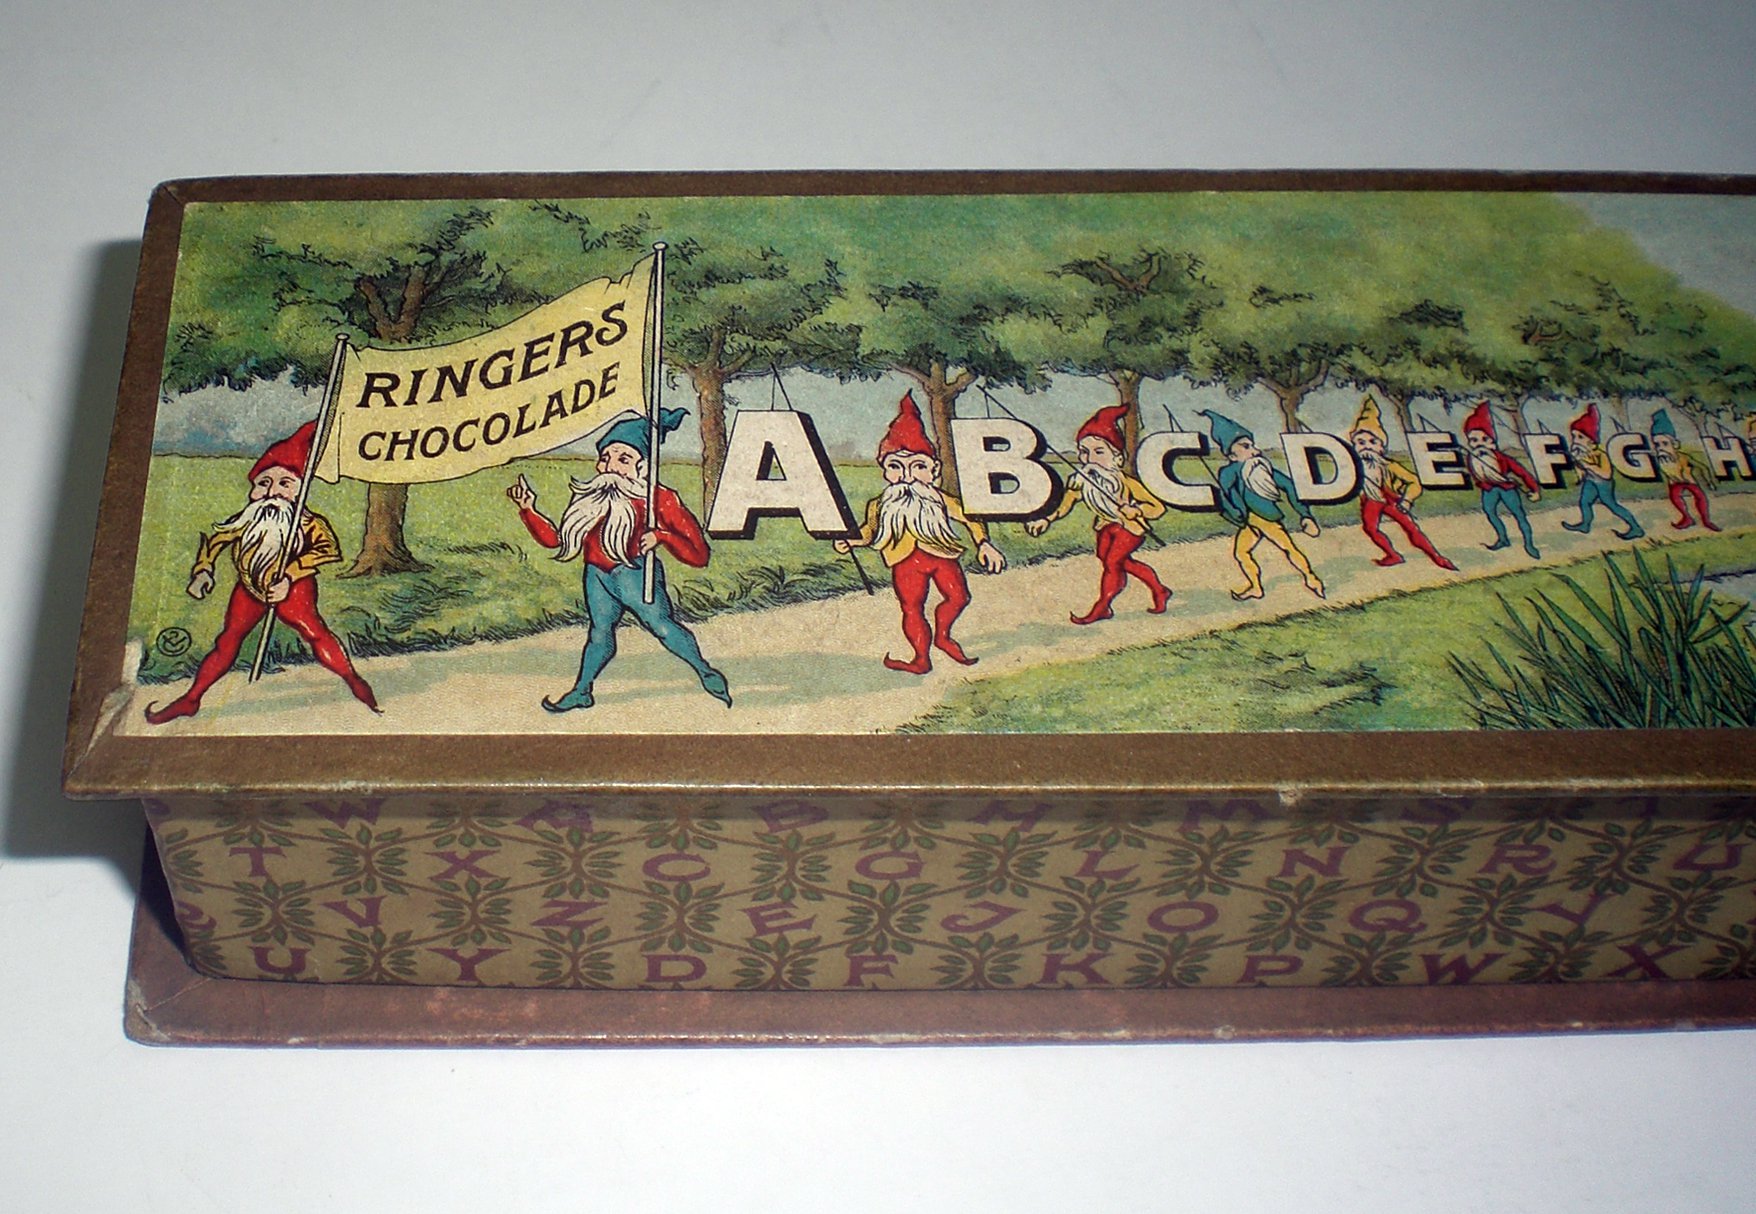 RINGERS
CHOCOLADE
A B C D E F G H
W B H M S
T X C G L N R U
V Z E J O Q V
U Y D F K P W X